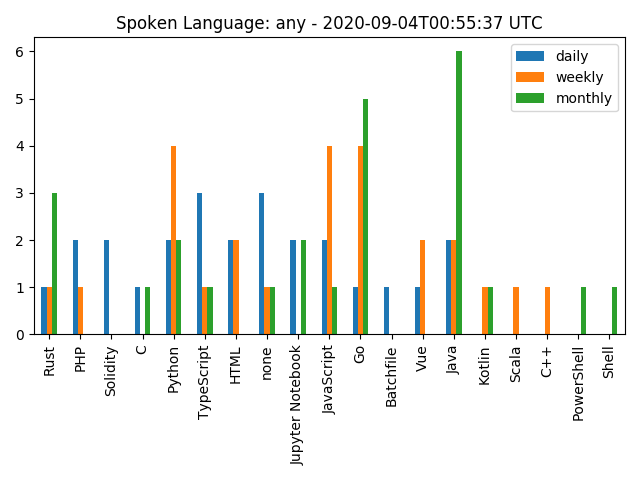 Spoken Language: any - 2020-09-04T00:55:37 UTC
daily
weekly
monthly
6
5
4
3
2
1
0
Rust
PHP
Solidity
C
Python
TypeScript
HTML
none
Jupyter Notebook
JavaScript
Go
Batchfile
Vue
Java
Kotlin
Scala
C++
PowerShell
Shell